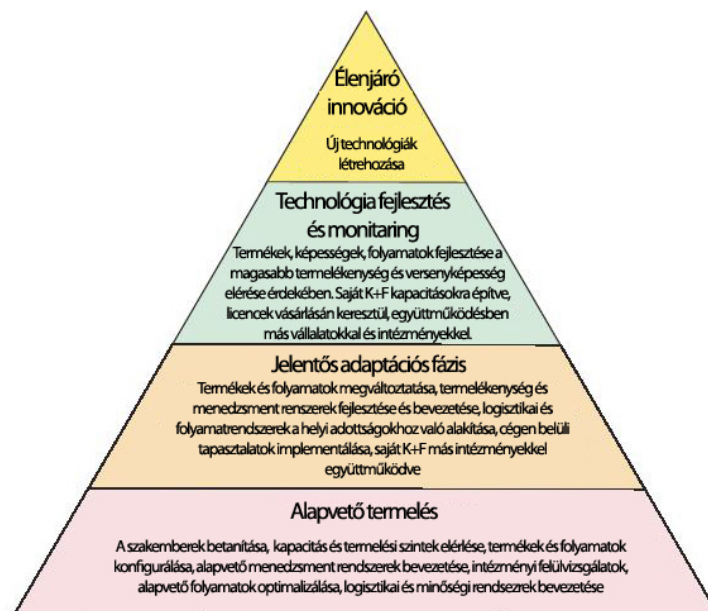 Élenjáró
innováció
Új technológiák
létrehozása
Technológia fejlesztés
és monitaring
Termékek, képességek, folyamatok fejlesztése a
magasabb termelékenység és versenyképesség
elérése érdekében. Saját K+F kapacitásokra építve,
licencek vásárlásán keresztül, együttműködésben
más vállalatokkal és intézményekkel.
Jelentős adaptációs fázis
Termékek és folyamatok megváltoztatása, termelékenység és
menedzsment renszerek fejlesztése és bevezetése, logisztikai és
folyamatrendszerek a helyi adottságokhoz való alakitása, cégen belüli
tapasztalatok implementálása, saját K+F más intézményekkel
együttműködve
Alapvető termelés
A szakemberek betanítása, kapacitás és termelési szintek elérlése, termékek és folyamatok
konfigurálása, alapvető menedzsment rendszerek bevezetése, intézményi felülvizsgálatok,
alapvető folyamatok optimalizálása, logisztikai és minőségi rendsezrek bevezetése